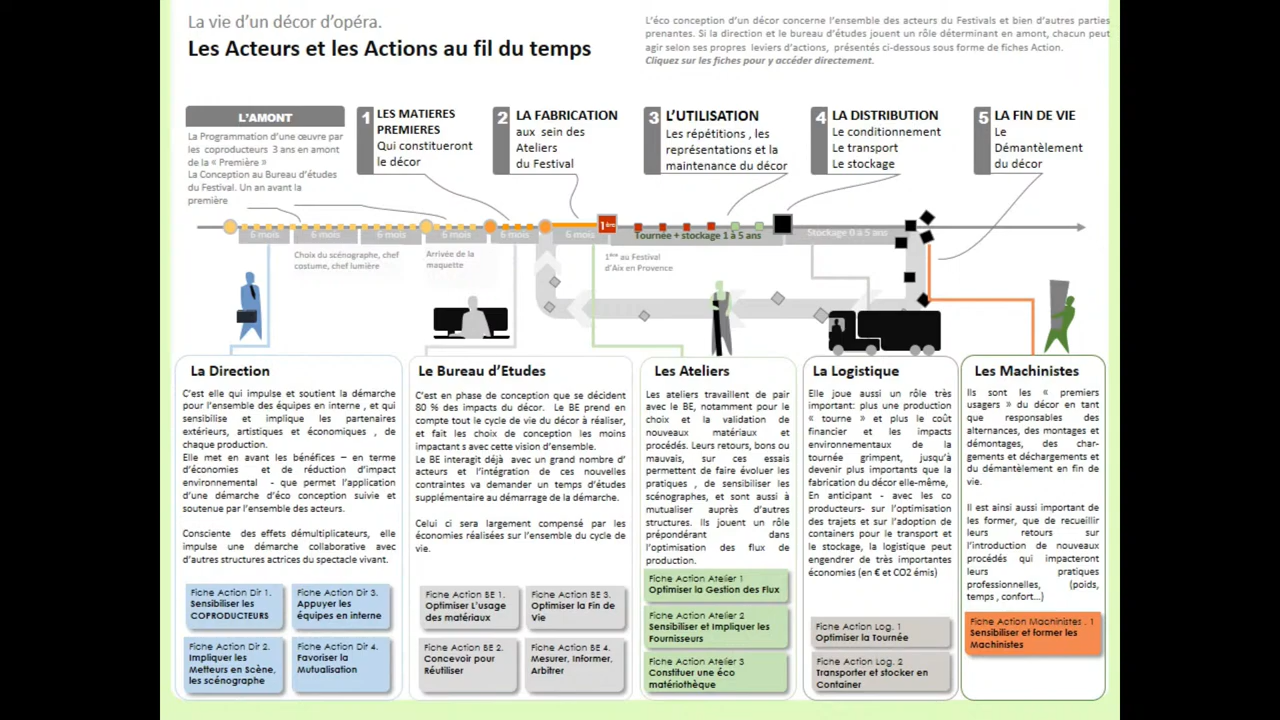 La vie d'un décor d'opéra.
Les Acteurs et les Actions au fil du temps
L'éco conception d'un décor concerne l'ensemble des acteurs du Festivals et bien d'autres parties
prenantes. Si la direction et le bureau d'études jouent un rôle déterminant en amont, chacun peut
agir selon ses propres leviers d'actions, présentés ci-dessous sous forme de fiches Action.
Cliquez sur les fiches pour y accéder directement.
L'AMONT
La Programmation d'une œuvre par
les coproducteurs 3 ans en amont
de la « Première »
La Conception au Bureau d'études
du Festival. Un an avant la
première
1
LES MATIERES
PREMIERES
Qui constitueront
le décor
2
LA FABRICATION
aux sein des
Ateliers
du Festival
3
L'UTILISATION
Les répétitions , les
représentations et la
maintenance du décor
4
LA DISTRIBUTION
Le conditionnement
Le transport
Le stockage
5
LA FIN DE VIE
Le
Démantèlement
du décor
6 mois
6 mois
6 mois
6 mois
6 mois
6 mois
1ère
Tournée + stockage 1 à 5 ans
Stockage 0 à 5 ans
Choix du scénographe, chef
costume, chef lumière
Arrivée de la
maquette
1ère au Festival
d'Aix en Provence
La Direction
C'est elle qui impulse et soutient la démarche
pour l'ensemble des équipes en interne , et qui
sensibilise et implique les partenaires
extérieurs, artistiques et économiques , de
chaque production.
Elle met en avant les bénéfices – en terme
d'économies et de réduction d'impact
environnemental - que permet l'application
d'une démarche d'éco conception suivie et
soutenue par l'ensemble des acteurs.
Consciente des effets démultiplicateurs, elle
impulse une démarche collaborative avec
d'autres structures actrices du spectacle vivant.
Fiche Action Dir 1.
Sensibiliser les
COPRODUCTEURS
Fiche Action Dir 3.
Appuyer les
équipes en interne
Fiche Action Dir 2.
Impliquer les
Metteurs en Scène,
les scénographe
Fiche Action Dir 4.
Favoriser la
Mutualisation
Le Bureau d'Etudes
C'est en phase de conception que se décident
80 % des impacts du décor. Le BE prend en
compte tout le cycle de vie du décor à réaliser,
et fait les choix de conception les moins
impactant s avec cette vision d'ensemble.
Le BE interagit déjà avec un grand nombre d'
acteurs et l'intégration de ces nouvelles
contraintes va demander un temps d'études
supplémentaire au démarrage de la démarche.
Celui ci sera largement compensé par les
économies réalisées sur l'ensemble du cycle de
vie.
Fiche Action BE 1.
Optimiser L'usage
des matériaux
Fiche Action BE 3.
Optimiser la Fin de
Vie
Fiche Action BE 2.
Concevoir pour
Réutiliser
Fiche Action BE 4.
Mesurer, Informer,
Arbitrer
Les Ateliers
Les ateliers travaillent de pair
avec le BE, notamment pour le
choix et la validation de
nouveaux matériaux et
procédés. Leurs retours, bons ou
mauvais, sur ces essais
permettent de faire évoluer les
pratiques , de sensibiliser les
scénographes, et sont aussi à
mutualiser auprès d'autres
structures. Ils jouent un rôle
prépondérant dans
l'optimisation des flux de
production.
Fiche Action Atelier 1
Optimiser la Gestion des Flux
Fiche Action Atelier 2
Sensibiliser et Impliquer les
Fournisseurs
Fiche Action Atelier 3
Constituer une éco
matériothèque
La Logistique
Elle joue aussi un rôle très
important: plus une production
« tourne » et plus le coût
financier et les impacts
environnementaux de la
tournée grimpent, jusqu'à
devenir plus importants que la
fabrication du décor elle-même,
En anticipant - avec les co
producteurs- sur l'optimisation
des trajets et sur l'adoption de
containers pour le transport et
le stockage, la logistique peut
engendrer de très importantes
économies (en € et CO2 émis)
Fiche Action Log. 1
Optimiser la Tournée
Fiche Action Log. 2
Transporter et stocker en
Container
Les Machinistes
Ils sont les « premiers
usagers » du décor en tant
que responsables des
alternances, des montages et
démontages, des char-
gements et déchargements et
du démantèlement en fin de
vie.
Il est ainsi aussi important de
les former, que de recueillir
leurs retours sur
l'introduction de nouveaux
procédés qui impacteront
leurs pratiques
professionnelles, (poids,
temps , confort...)
Fiche Action Machinistes . 1
Sensibiliser et former les
Machinistes